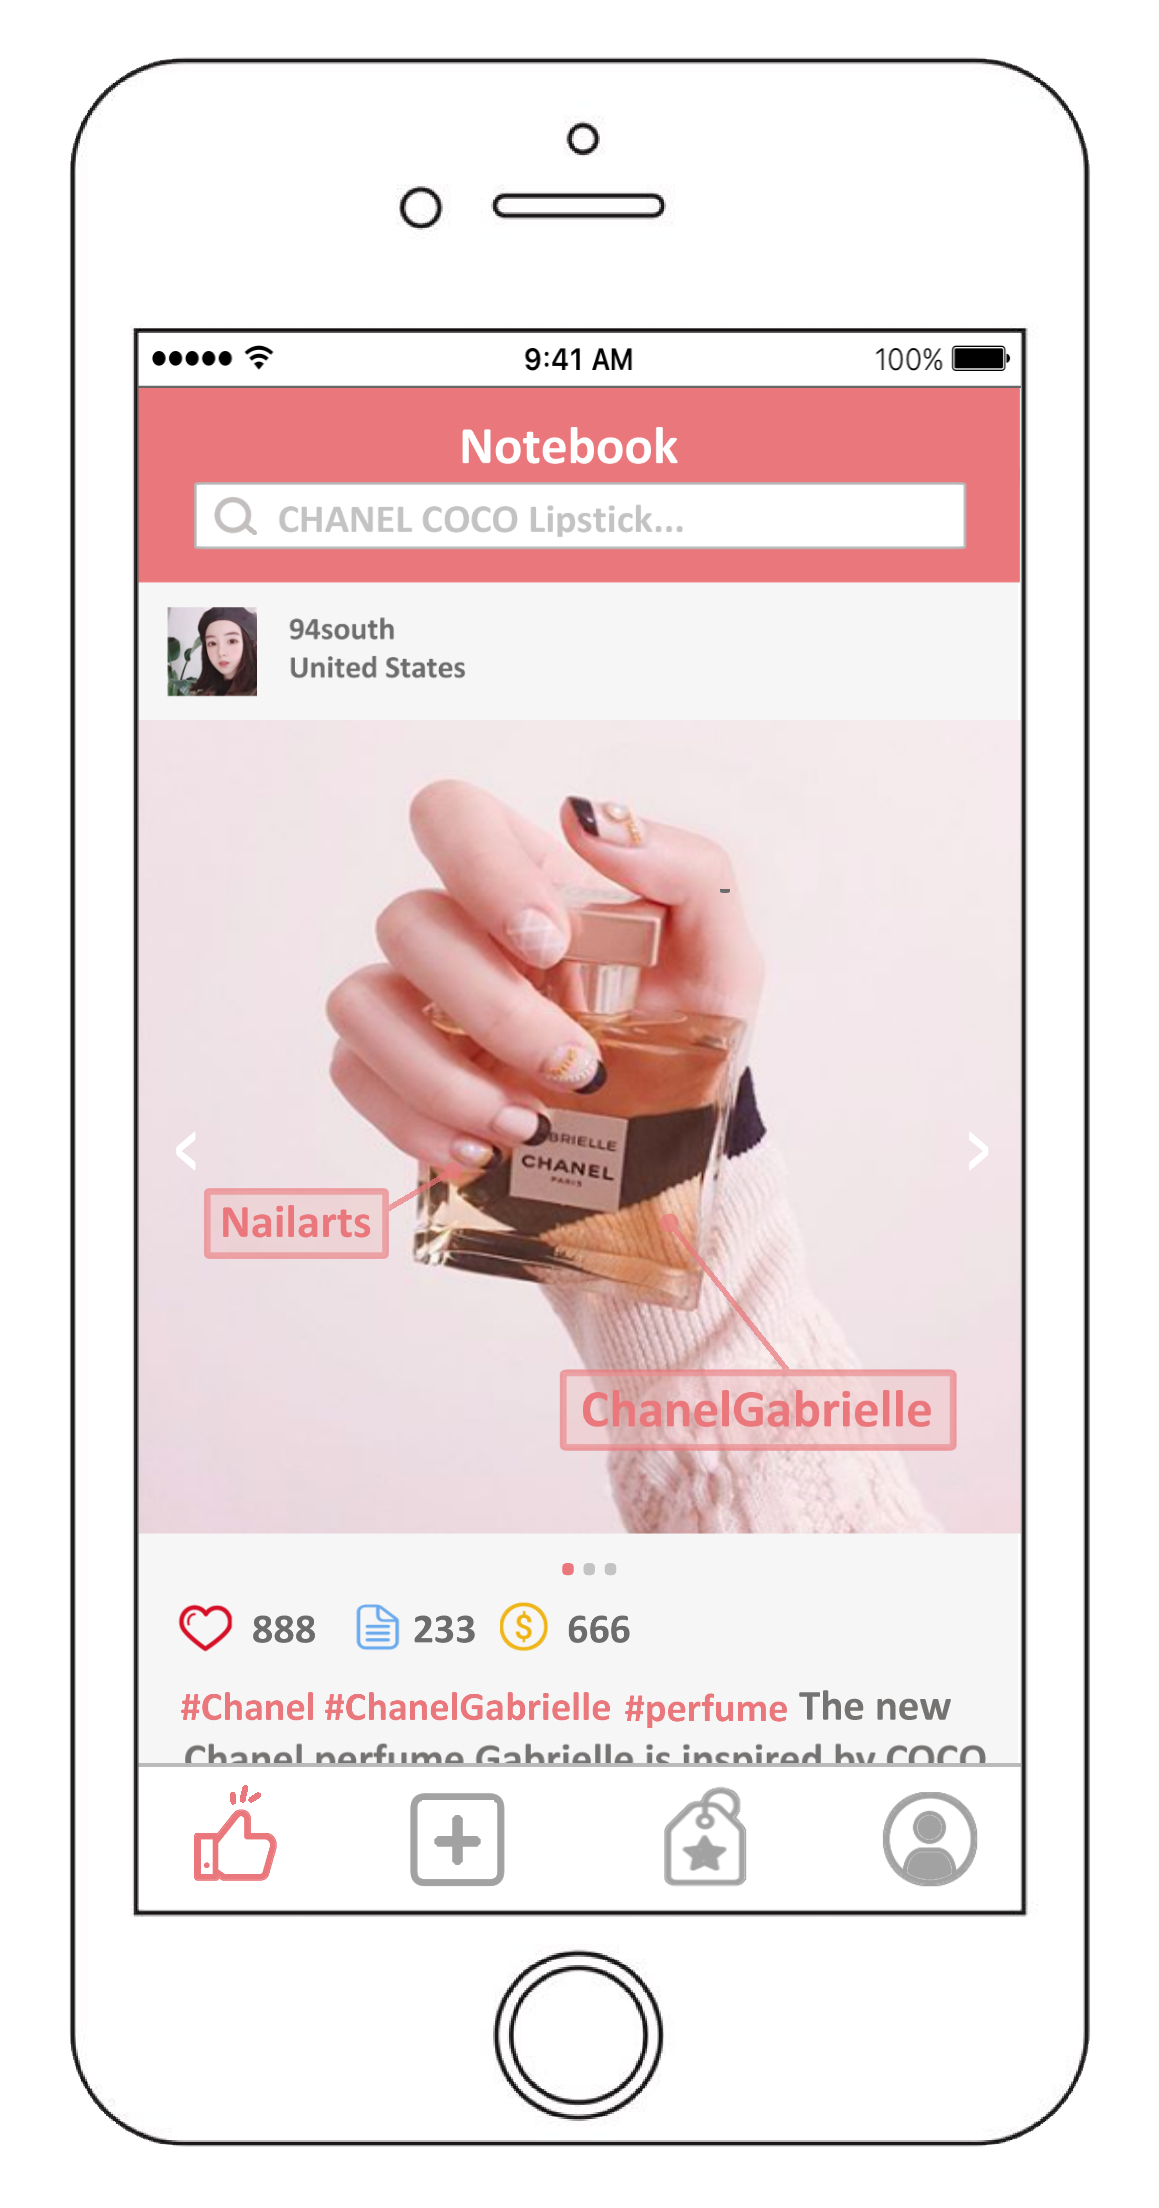 9:41 AM 100%
Notebook
CHANEL COCO Lipstick...
94south
United States
BRIELLE
CHANEL
PARIS
Nailarts
ChanelGabrielle
888 233 666
#Chanel #ChanelGabrielle #perfume The new
Chanel perfume Gabrielle is inspired by COCO